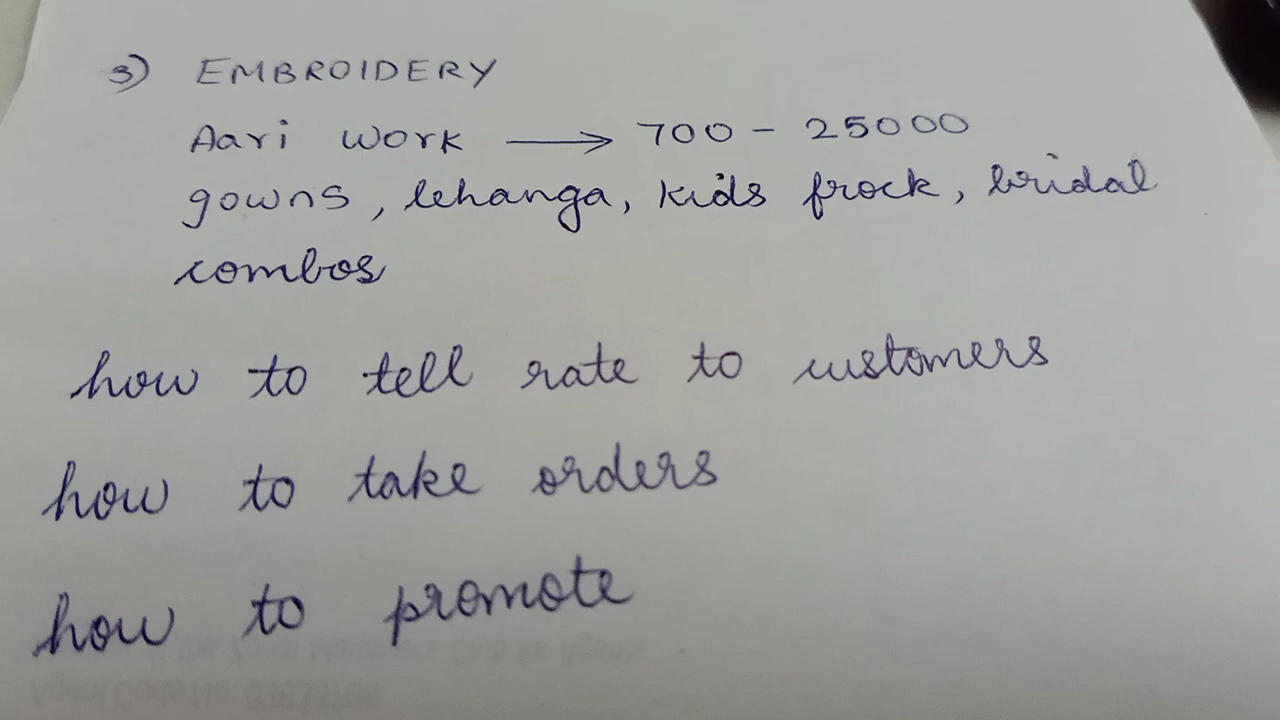 3) EMBROIDERY
Aari work → 700 - 25000
gowns, lehanga, kids frock, bridal
combos
how to tell rate to customers
how to take orders
how to promote